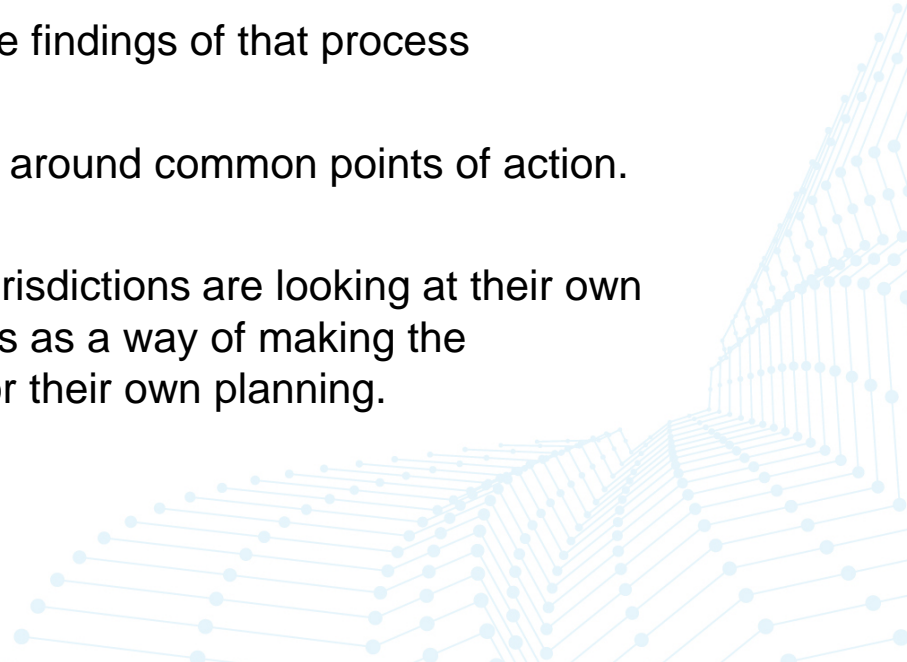 e findings of that process
around common points of action.
risdictions are looking at their own
s as a way of making the
or their own planning.